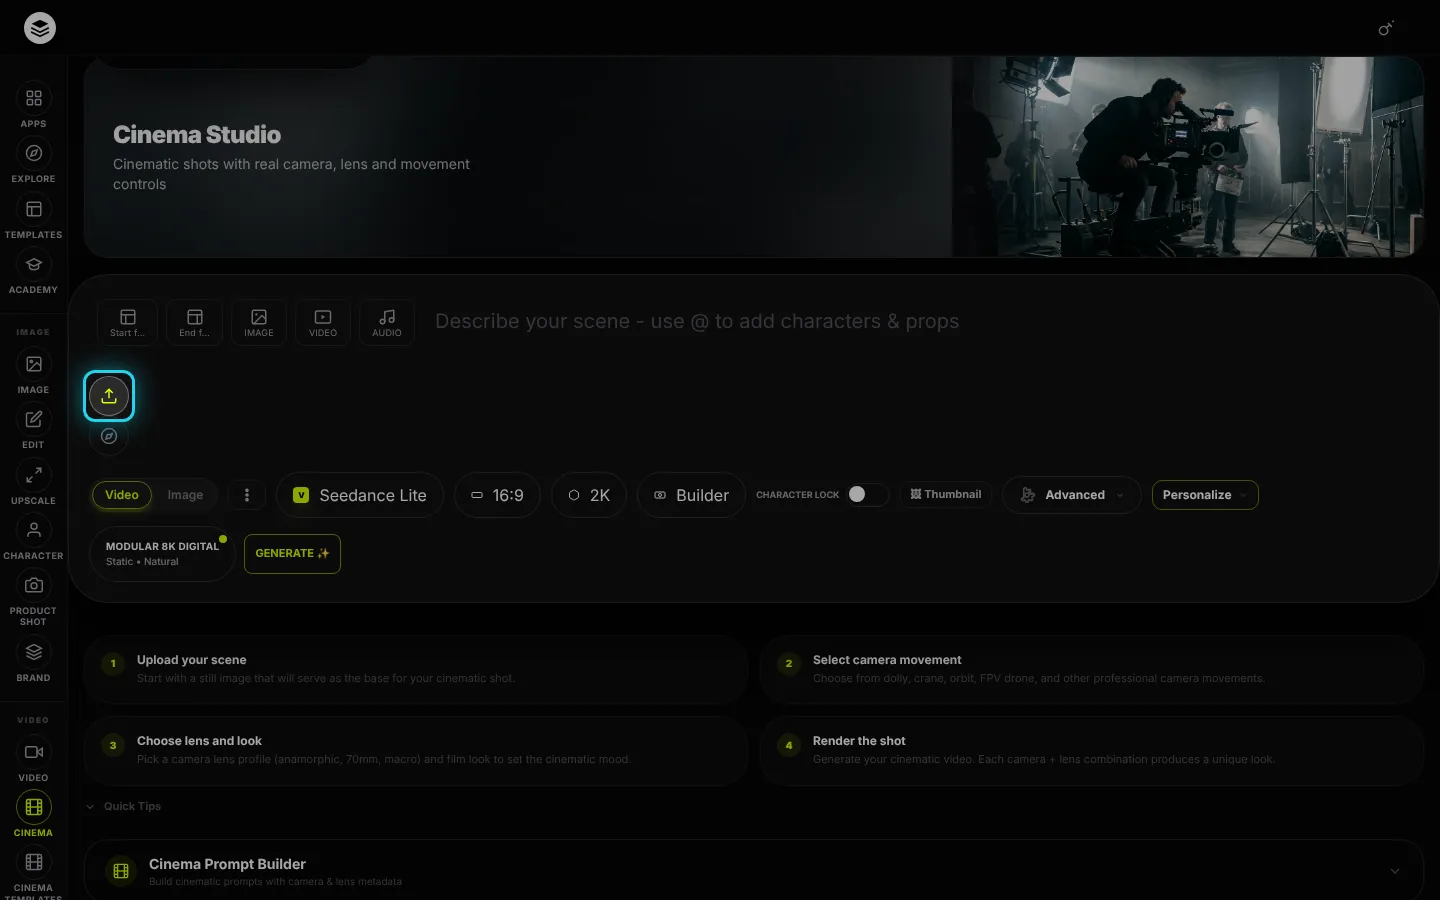 APPS
EXPLORE
TEMPLATES
ACADEMY
IMAGE
IMAGE
EDIT
UPSCALE
CHARACTER
PRODUCT
SHOT
BRAND
VIDEO
VIDEO
CINEMA
CINEMA
TEMPLATES
Cinema Studio
Cinematic shots with real camera, lens and movement
controls
Start f...
End f...
IMAGE
VIDEO
AUDIO
Describe your scene - use @ to add characters & props
Video
Image
V
Seedance Lite
16:9
2K
Builder
CHARACTER LOCK
Thumbnail
Advanced
Personalize
MODULAR 8K DIGITAL
Static • Natural
GENERATE ✨
1
Upload your scene
Start with a still image that will serve as the base for your cinematic shot.
2
Select camera movement
Choose from dolly, crane, orbit, FPV drone, and other professional camera movements.
3
Choose lens and look
Pick a camera lens profile (anamorphic, 70mm, macro) and film look to set the cinematic mood.
4
Render the shot
Generate your cinematic video. Each camera + lens combination produces a unique look.
Quick Tips
Cinema Prompt Builder
Build cinematic prompts with camera & lens metadata